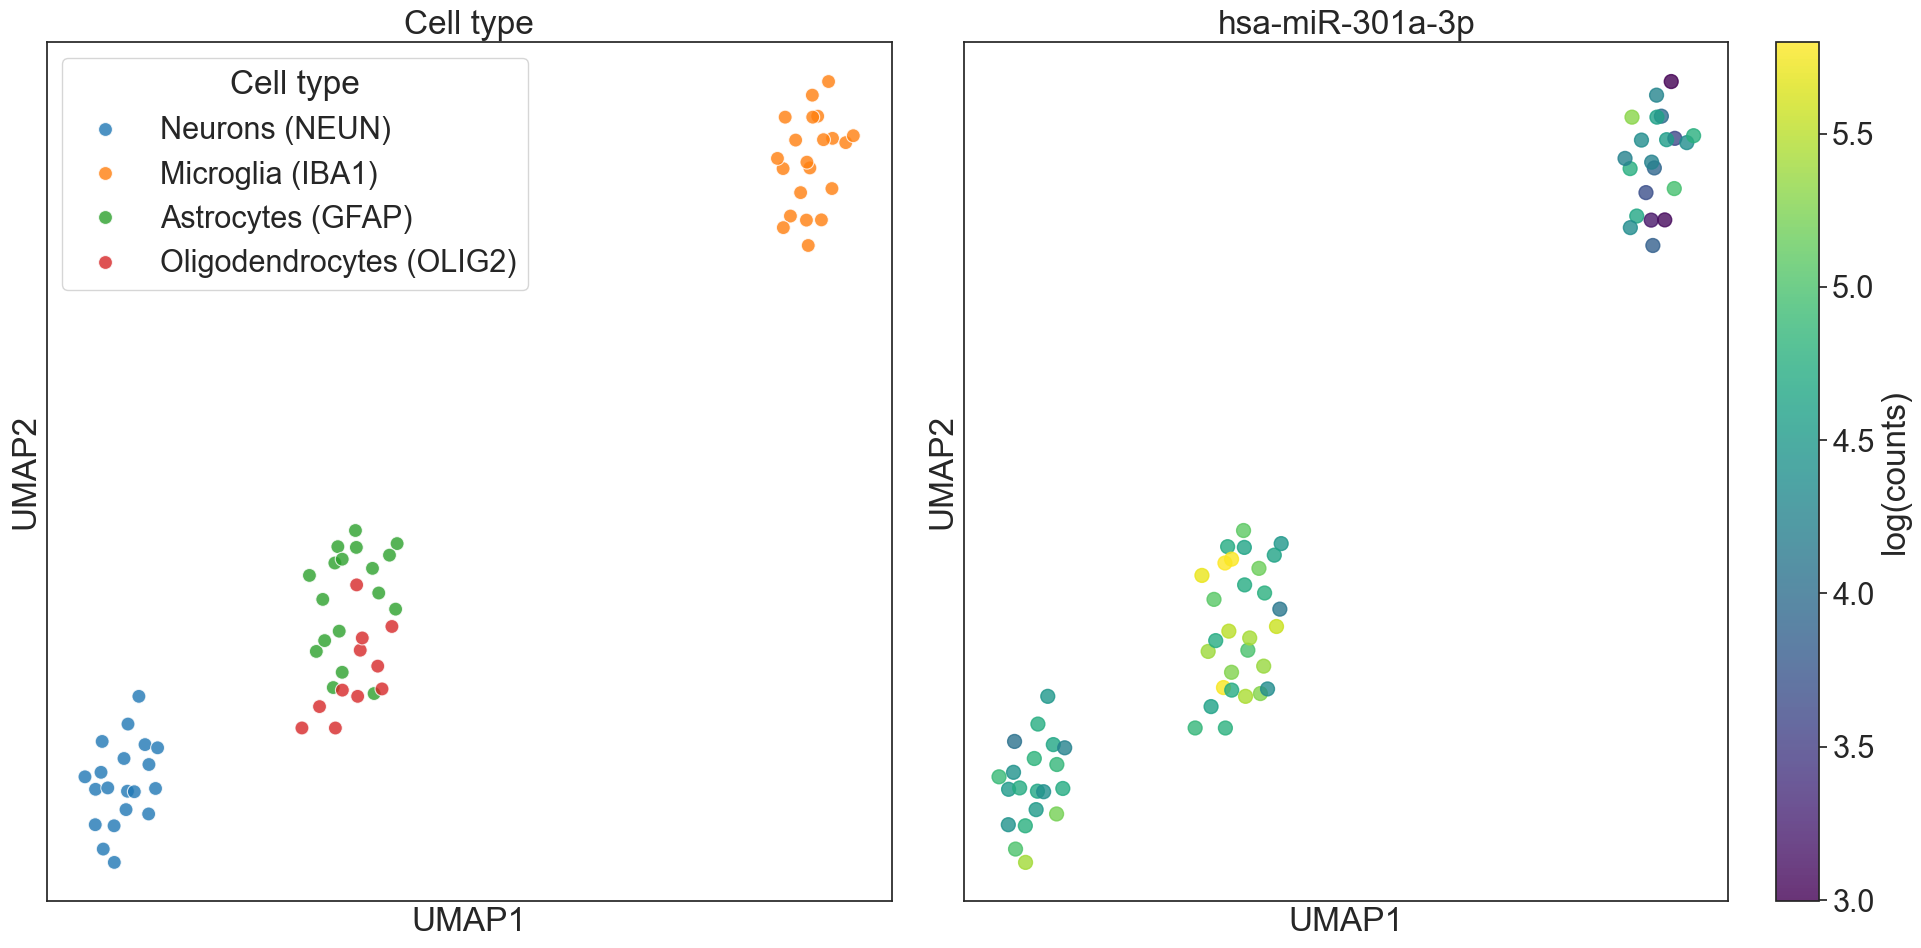 Cell type
Cell type
Neurons (NEUN)
Microglia (IBA1)
Astrocytes (GFAP)
Oligodendrocytes (OLIG2)
UMAP2
UMAP1
hsa-miR-301a-3p
UMAP2
UMAP1
5.5
5.0
4.5
4.0
3.5
3.0
log(counts)